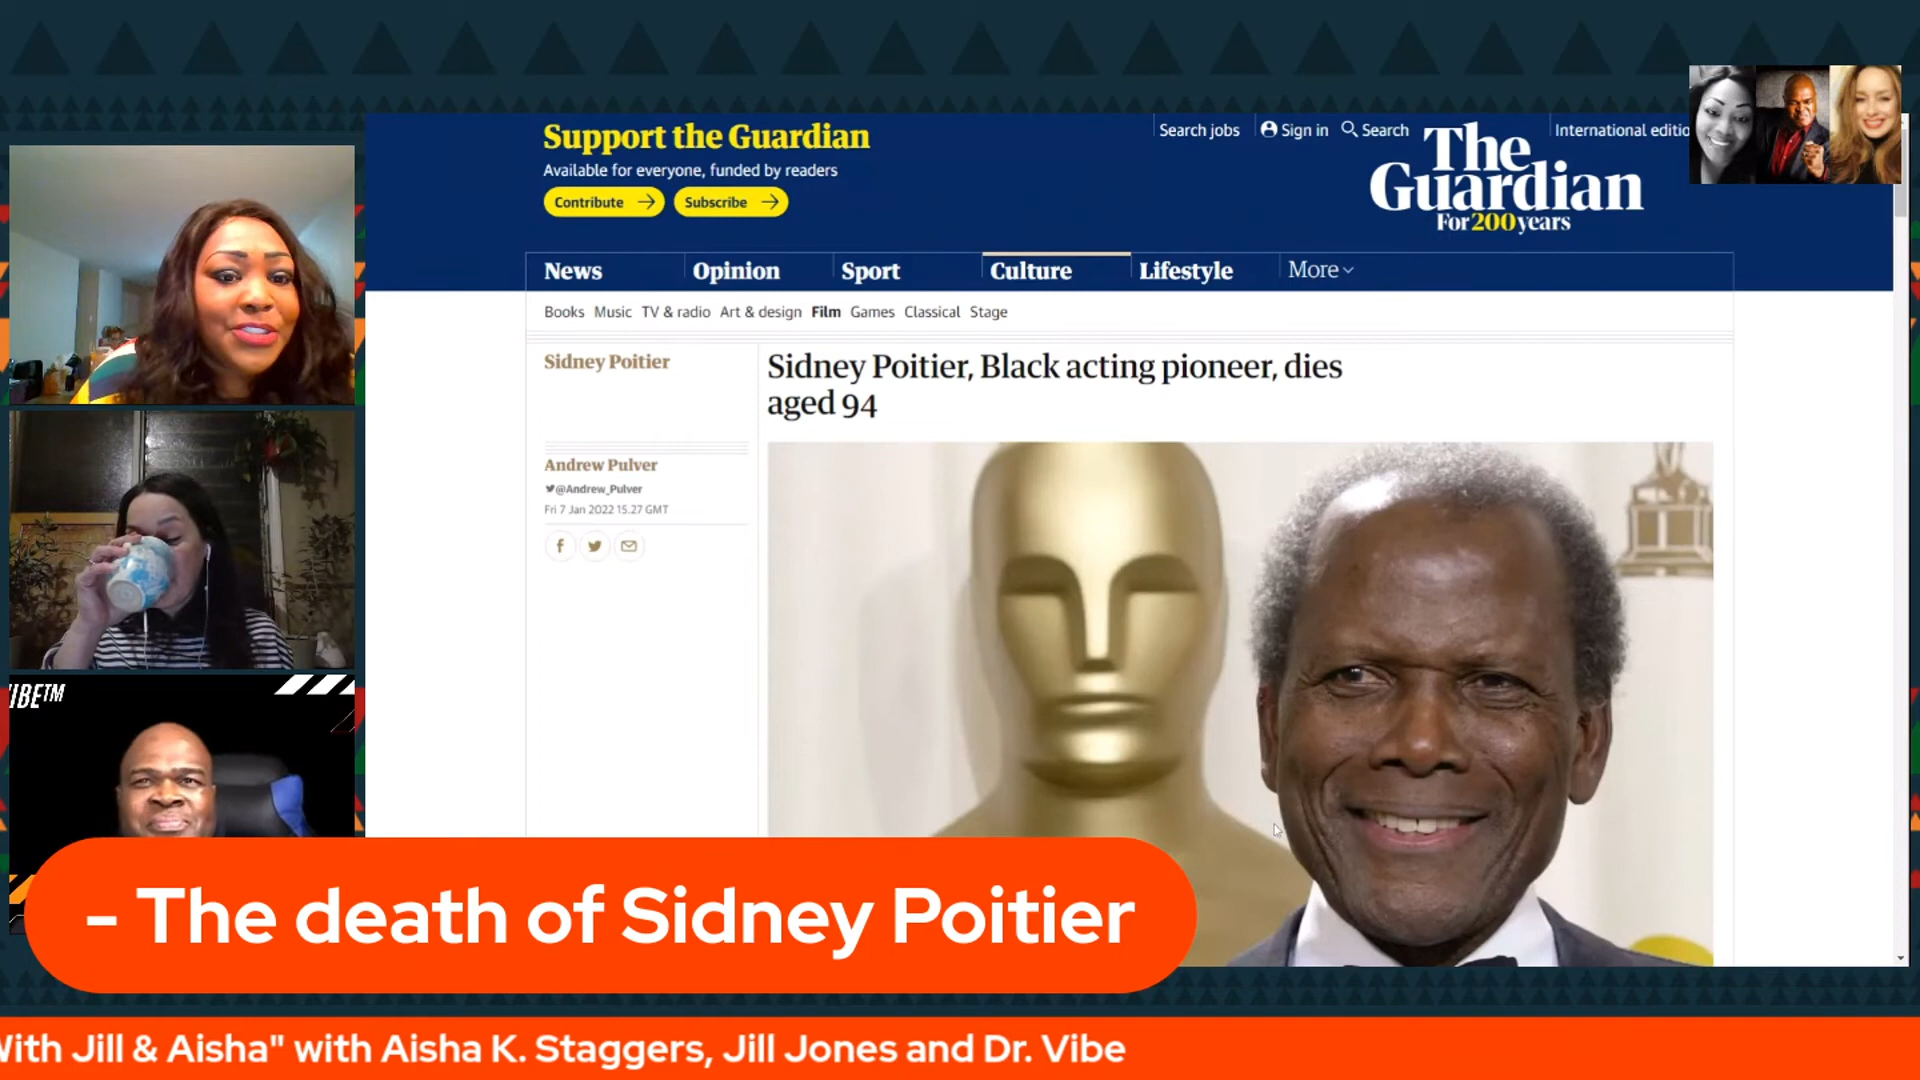 Support the Guardian
Available for everyone, funded by readers
Contribute
Subscribe
Search jobs
Sign in
Search
The
Guardian
For 200 years
News
Opinion
Sport
Culture
Lifestyle
More
Books Music TV & radio Art & design Film Games Classical Stage
Sidney Poitier
Sidney Poitier, Black acting pioneer, dies
aged 94
Andrew Pulver
@Andrew_Pulver
Fri 7 Jan 2022 15.27 GMT
International editio
IBE™
- The death of Sidney Poitier
With Jill & Aisha" with Aisha K. Staggers, Jill Jones and Dr. Vibe